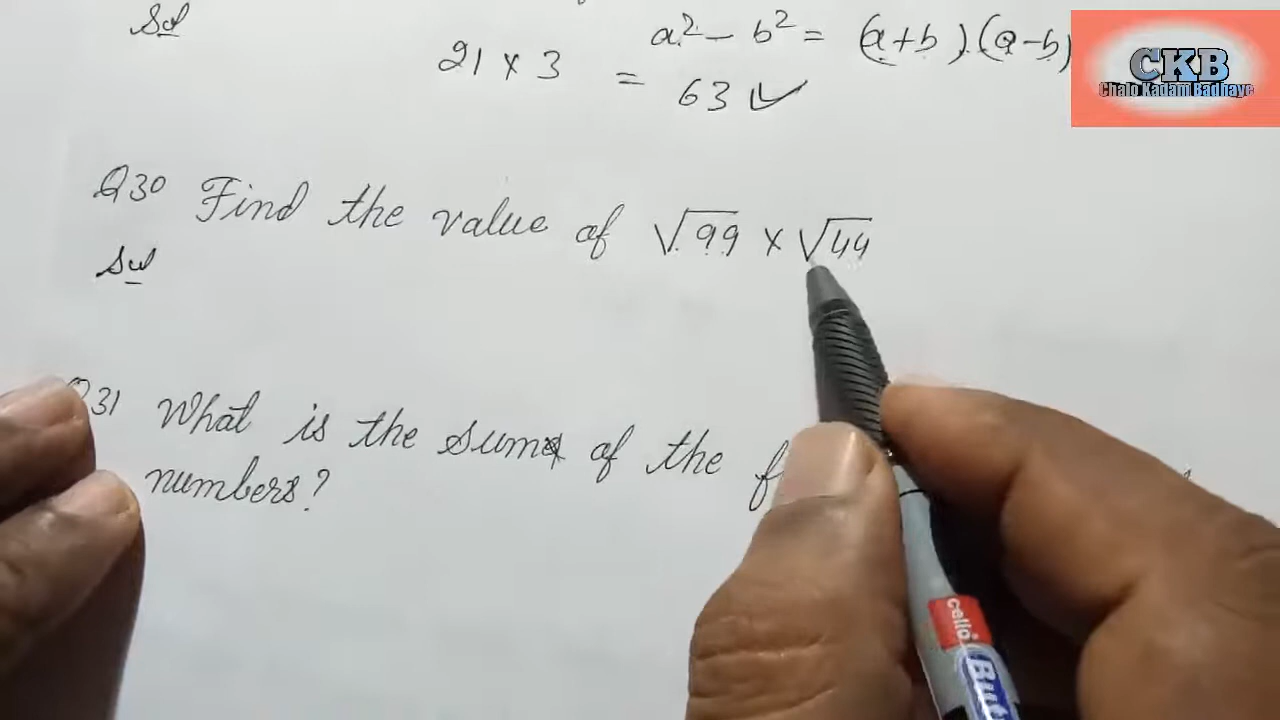 Sol
a² - b² = (a+b).(a-b)
21 × 3 = 63
CKB
Chalo Kadam Badhaye
Q30 Find the value of √99 × √44
Sol
Q31 What is the sum of the
numbers?
cello
But